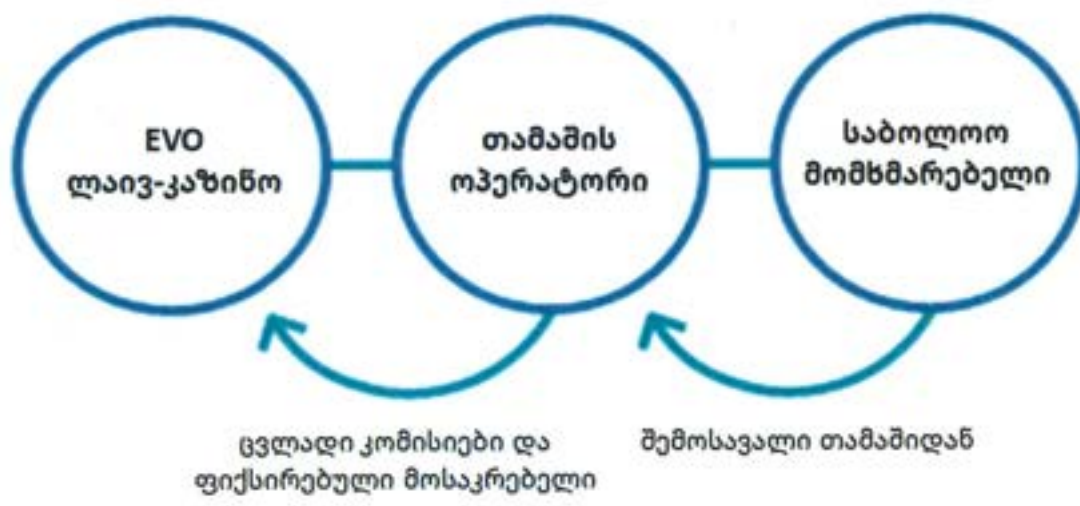 EVO
ლაივ-კაზინო
თამაშის
ოპერატორი
საბოლოო
მომხმარებელი
ცვლადი კომისიები და
ფიქსირებული მოსაკრებელი
შემოსავალი თამაშიდან